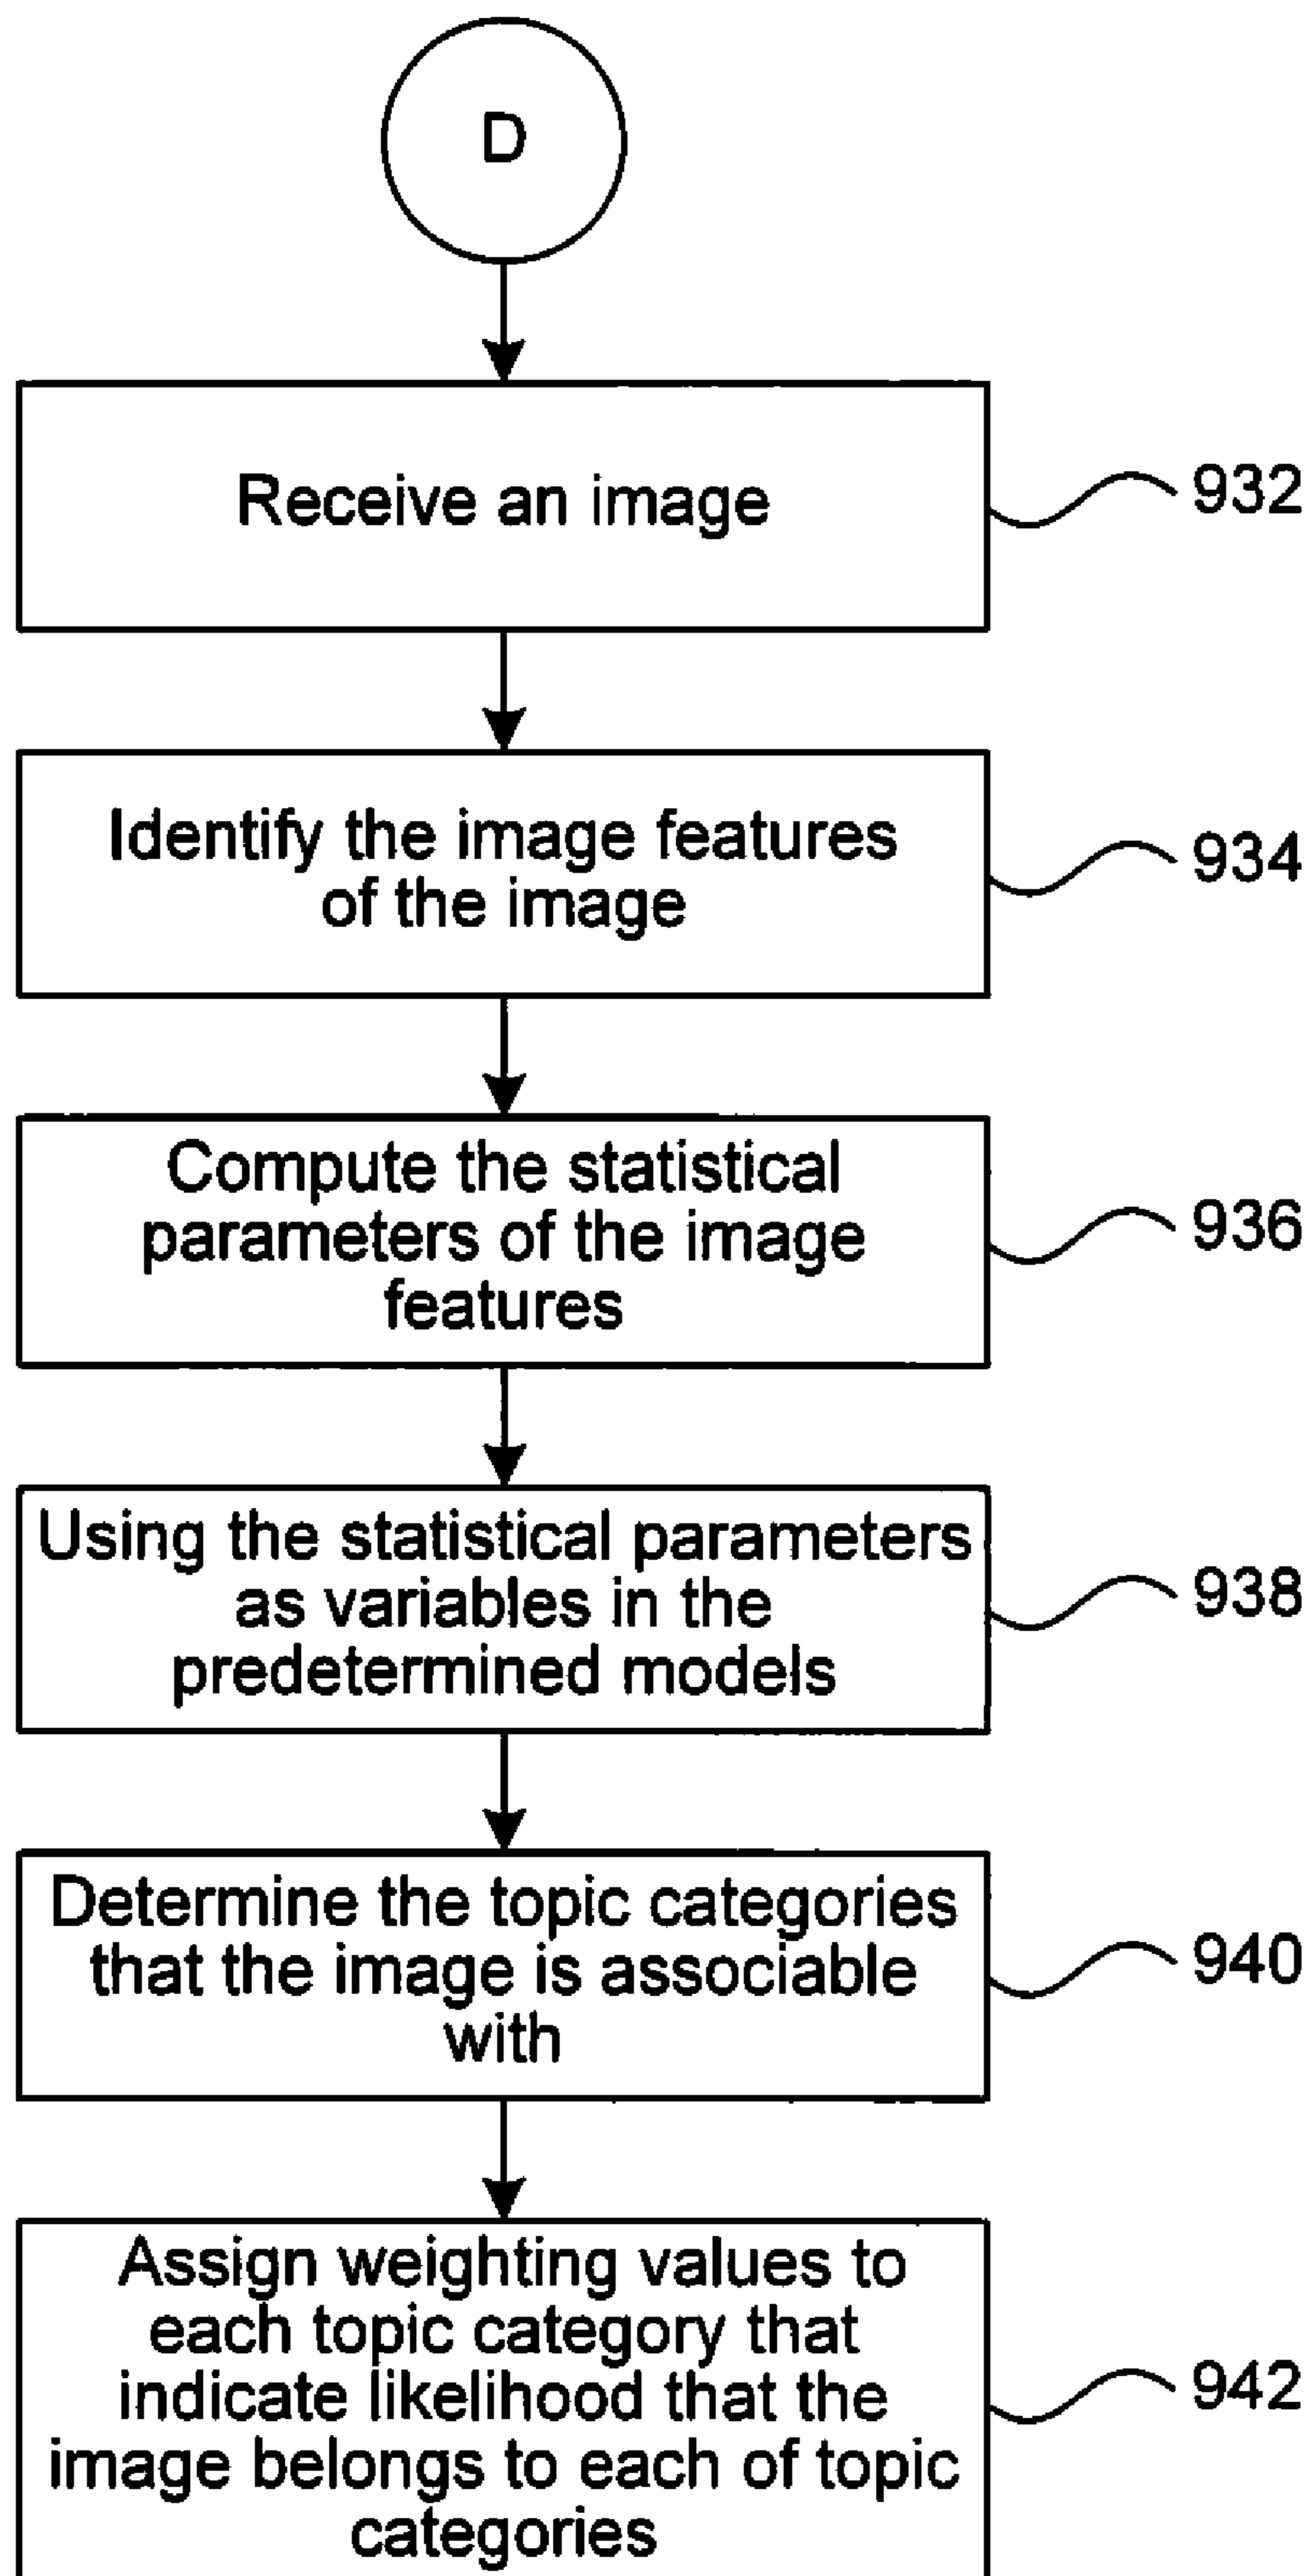 D
Receive an image
932
Identify the image features
of the image
934
Compute the statistical
parameters of the image
features
936
Using the statistical parameters
as variables in the
predetermined models
938
Determine the topic categories
that the image is associable
with
940
Assign weighting values to
each topic category that
indicate likelihood that the
image belongs to each of topic
categories
942